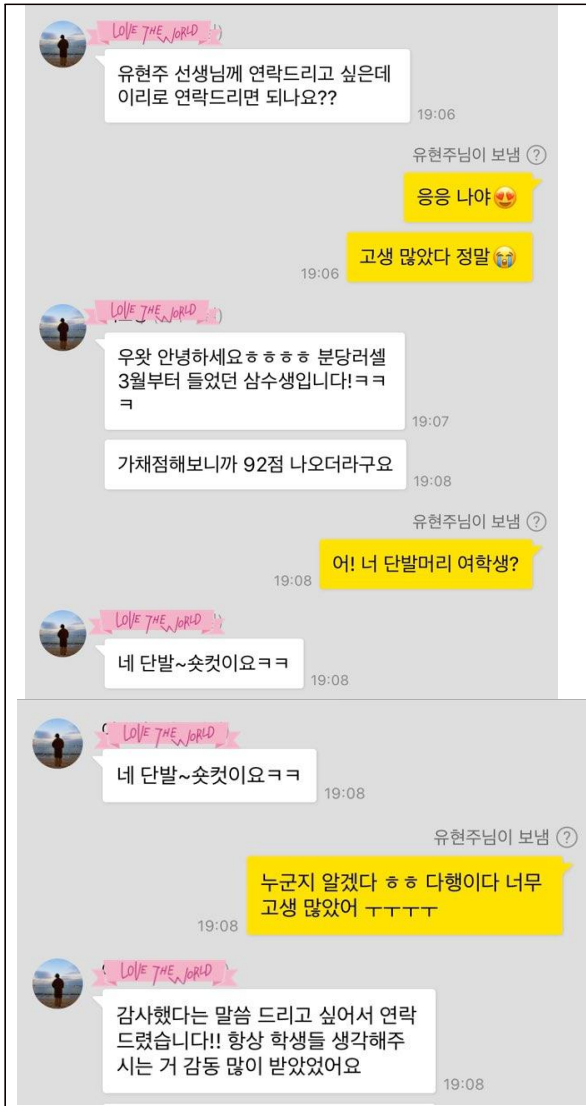 LOVE THE WORLD
유현주 선생님께 연락드리고 싶은데
이리로 연락드리면 되나요??
19:06
유현주님이 보냄 ?
응응 나야😍
고생 많았다 정말😭
19:06
LOVE THE WORLD
우왓 안녕하세요ㅎㅎㅎㅎ 분당러셀
3월부터 들었던 삼수생입니다!ㅋㅋ
ㅋ
19:07
가채점해보니까 92점 나오더라구요
19:08
유현주님이 보냄 ?
어! 너 단발머리 여학생?
19:08
LOVE THE WORLD
네 단발~숏컷이요ㅋㅋ
19:08
LOVE THE WORLD
네 단발~숏컷이요ㅋㅋ
19:08
유현주님이 보냄 ?
누군지 알겠다 ㅎㅎ 다행이다 너무
고생 많았어 ㅜㅜㅜㅜ
19:08
LOVE THE WORLD
감사했다는 말씀 드리고 싶어서 연락
드렸습니다!! 항상 학생들 생각해주
시는 거 감동 많이 받았었어요
19:08